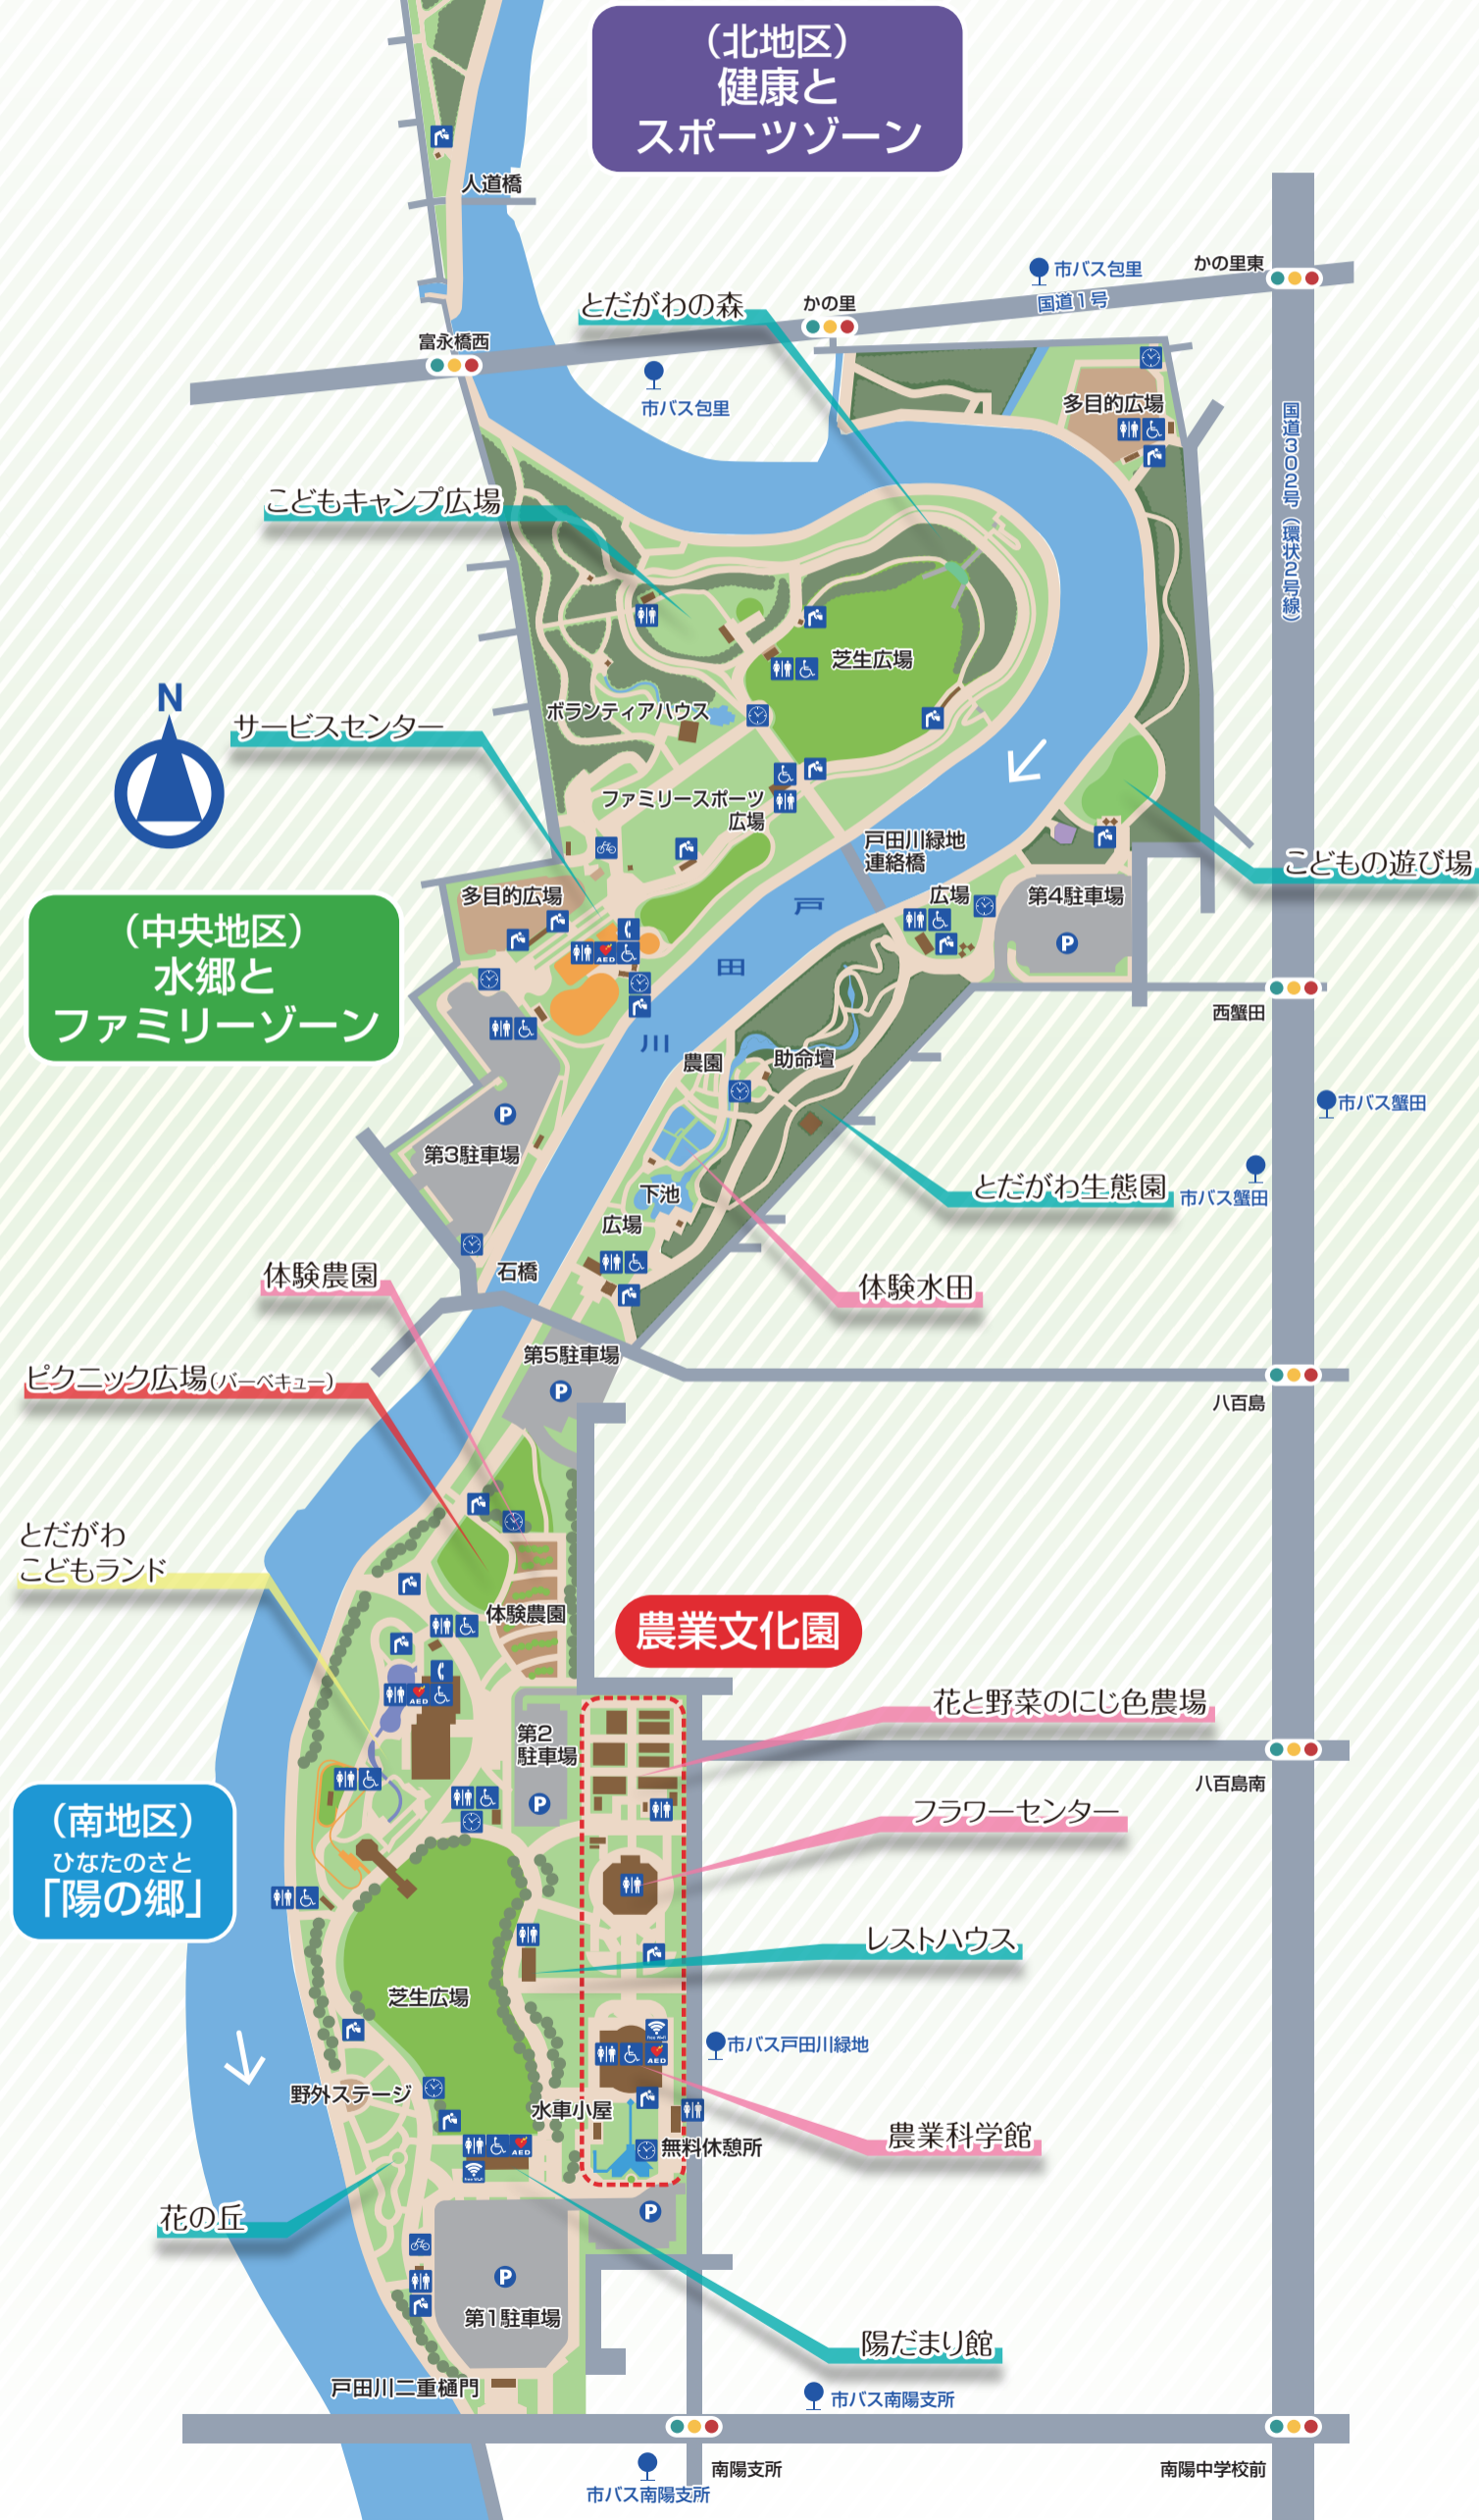 （北地区）
健康と
スポーツゾーン
人道橋
市バス包里
かの里東
国道1号
とだがわの森
かの里
富永橋西
市バス包里
多目的広場
国道302号（環状2号線）
こどもキャンプ広場
芝生広場
N
サービスセンター
ボランティアハウス
ファミリースポーツ
広場
戸田川緑地
連絡橋
こどもの遊び場
（中央地区）
水郷と
ファミリーゾーン
多目的広場
広場
第4駐車場
P
戸
田
川
AED
西蟹田
農園
助命壇
市バス蟹田
P
第3駐車場
とだがわ生態園
市バス蟹田
下池
広場
体験農園
石橋
体験水田
第5駐車場
P
ピクニック広場(バーベキュー)
八百島
とだがわ
こどもランド
体験農園
農業文化園
AED
花と野菜のにじ色農場
第2
駐車場
P
八百島南
（南地区）
ひなたのさと
「陽の郷」
フラワーセンター
レストハウス
芝生広場
AED
市バス戸田川緑地
野外ステージ
水車小屋
農業科学館
無料休憩所
AED
花の丘
P
P
第1駐車場
陽だまり館
戸田川二重樋門
市バス南陽支所
南陽支所
南陽中学校前
市バス南陽支所